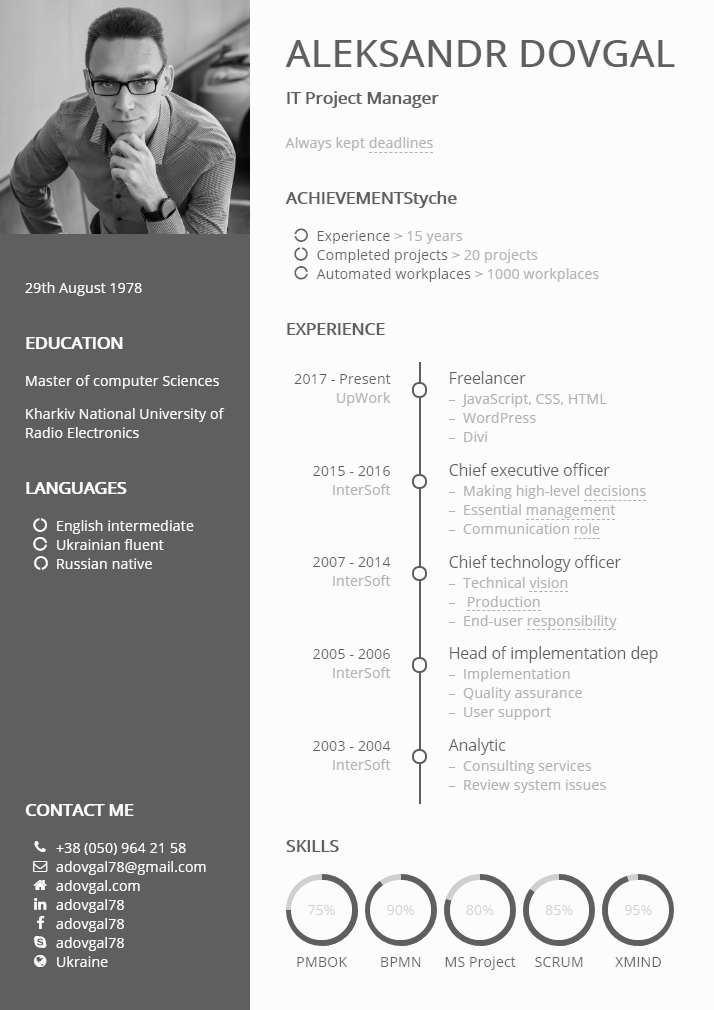 29th August 1978
EDUCATION
Master of computer Sciences
Kharkiv National University of
Radio Electronics
LANGUAGES
English intermediate
Ukrainian fluent
Russian native
CONTACT ME
+38 (050) 964 21 58
adovgal78@gmail.com
adovgal.com
adovgal78
adovgal78
adovgal78
Ukraine
ALEKSANDR DOVGAL
IT Project Manager
Always kept deadlines
ACHIEVEMENTStyche
Experience > 15 years
Completed projects > 20 projects
Automated workplaces > 1000 workplaces
EXPERIENCE
2017 - Present
UpWork
Freelancer
– JavaScript, CSS, HTML
– WordPress
– Divi
2015 - 2016
InterSoft
Chief executive officer
– Making high-level decisions
– Essential management
– Communication role
2007 - 2014
InterSoft
Chief technology officer
– Technical vision
– Production
– End-user responsibility
2005 - 2006
InterSoft
Head of implementation dep
– Implementation
– Quality assurance
– User support
2003 - 2004
InterSoft
Analytic
– Consulting services
– Review system issues
SKILLS
75% 90% 80% 85% 95%
PMBOK BPMN MS Project SCRUM XMIND